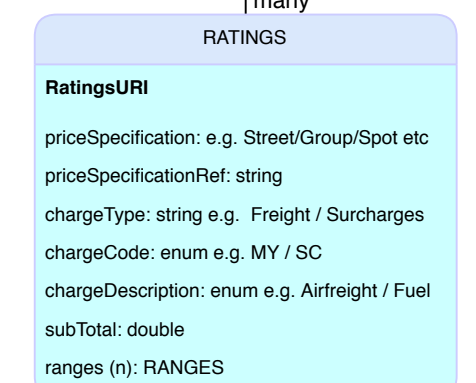 many
RATINGS
RatingsURI
priceSpecification: e.g. Street/Group/Spot etc
priceSpecificationRef: string
chargeType: string e.g.  Freight / Surcharges
chargeCode: enum e.g. MY / SC
chargeDescription: enum e.g. Airfreight / Fuel
subTotal: double
ranges (n): RANGES